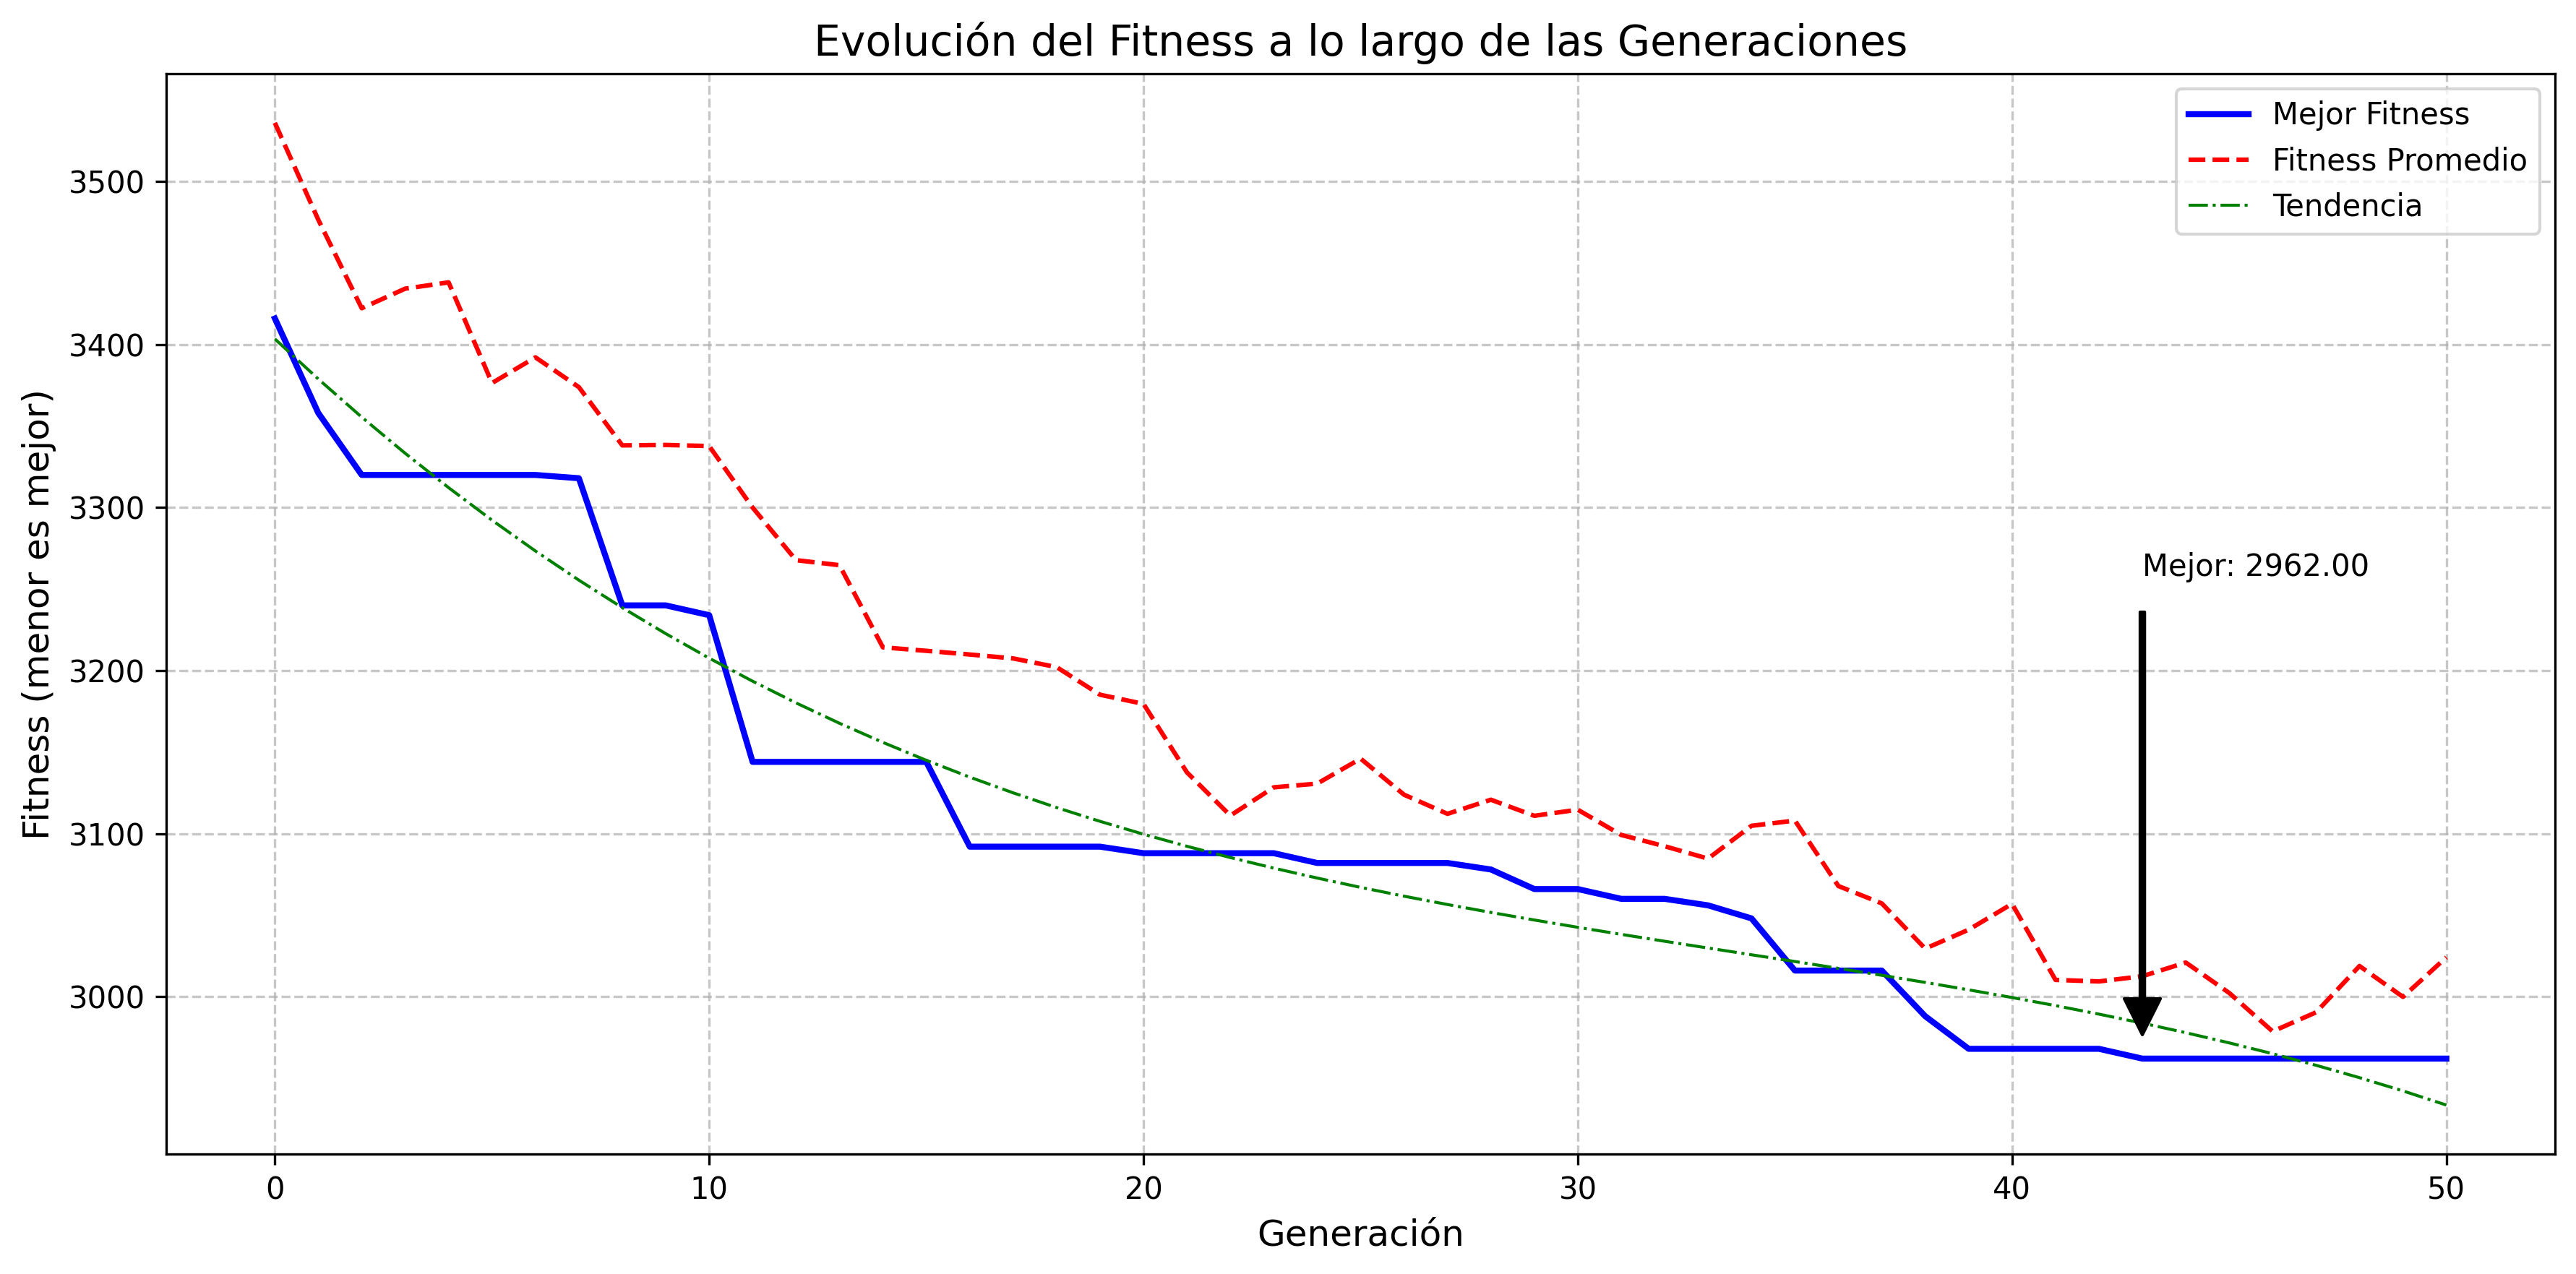 Evolución del Fitness a lo largo de las Generaciones
Mejor Fitness
Fitness Promedio
Tendencia
Fitness (menor es mejor)
3500
3400
3300
3200
3100
3000
Mejor: 2962.00
0 10 20 30 40 50
Generación